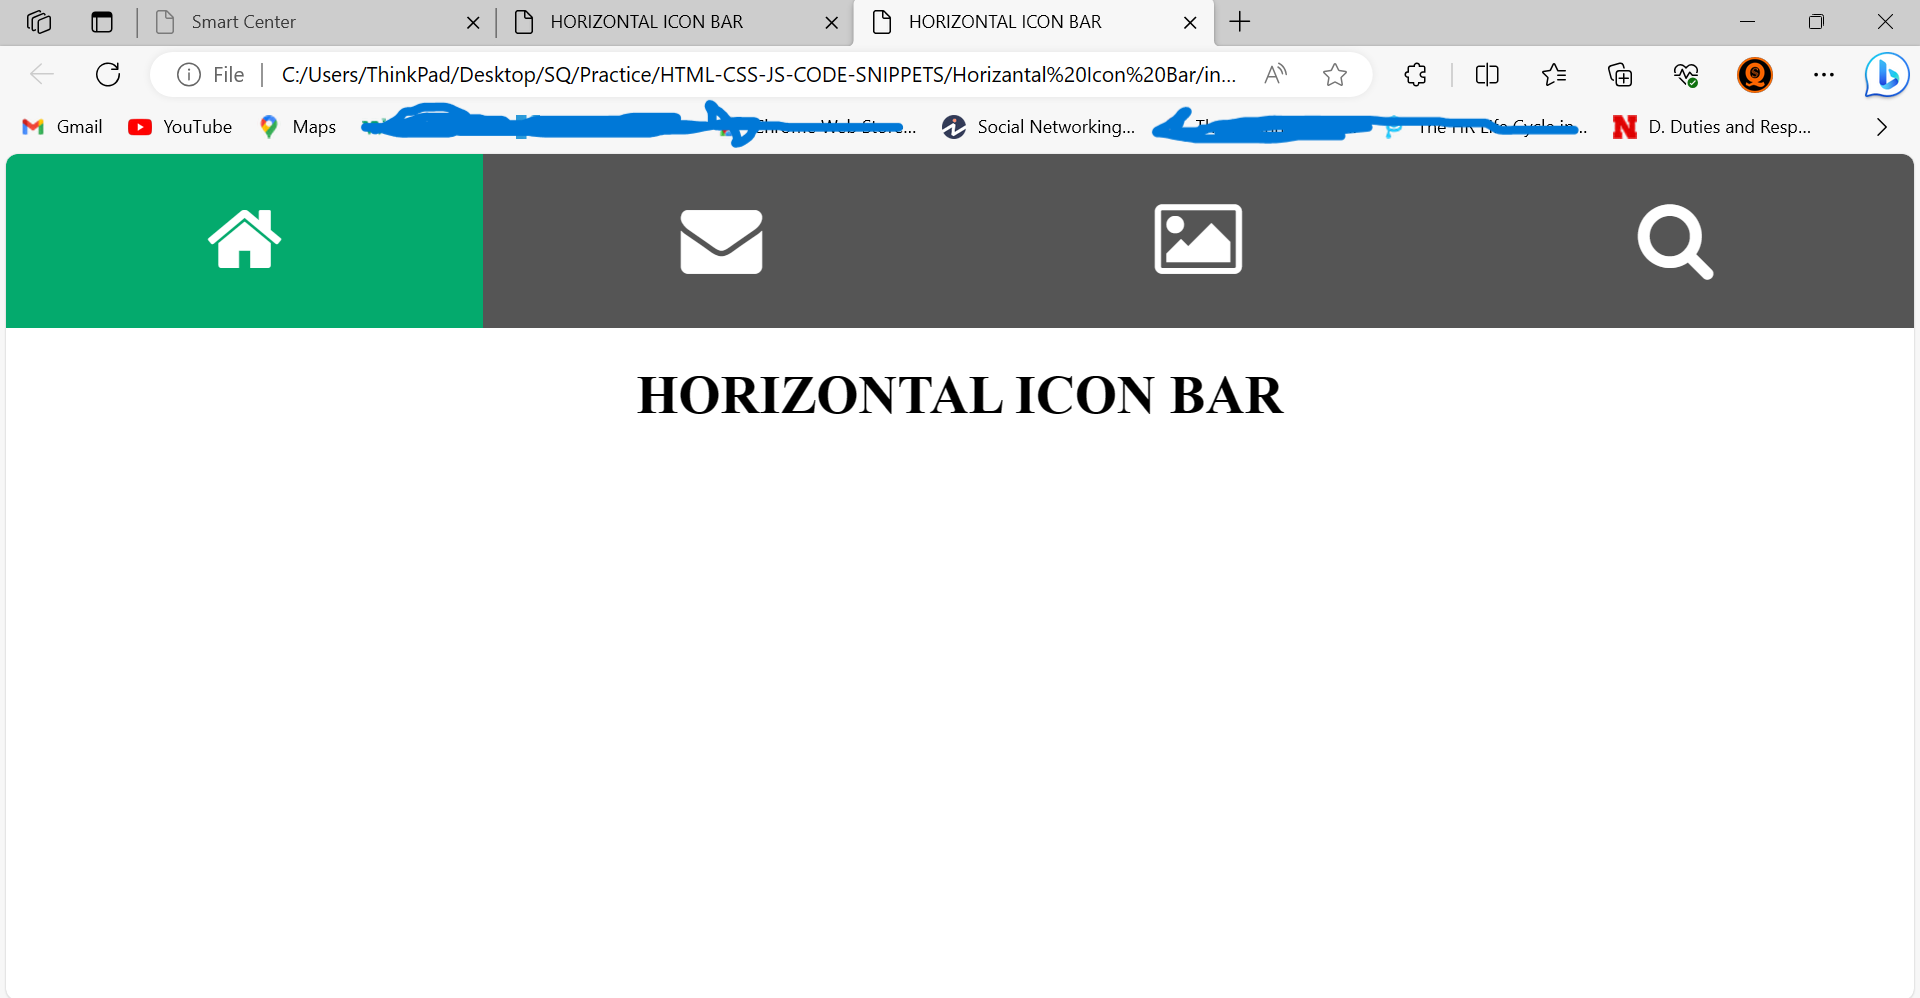 Smart Center
HORIZONTAL ICON BAR
HORIZONTAL ICON BAR
File
C:/Users/ThinkPad/Desktop/SQ/Practice/HTML-CSS-JS-CODE-SNIPPETS/Horizantal%20Icon%20Bar/in...
Gmail
YouTube
Maps
Chrome Web Store...
Social Networking...
The HR Life Cycle in...
D. Duties and Resp...
HORIZONTAL ICON BAR